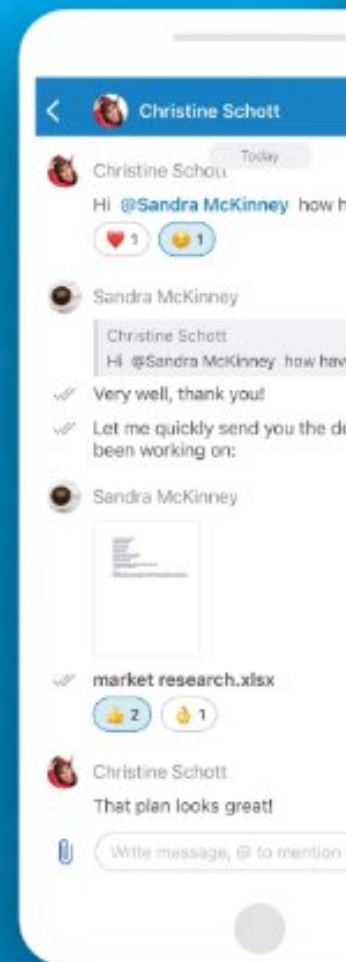 Christine Schott
Today
Christine Schott
Hi @Sandra McKinney how h
1
1
Sandra McKinney
Christine Schott
Hi @Sandra McKinney how hav
Very well, thank you!
Let me quickly send you the de
been working on:
Sandra McKinney
market research.xlsx
2
1
Christine Schott
That plan looks great!
Write message, @ to mention